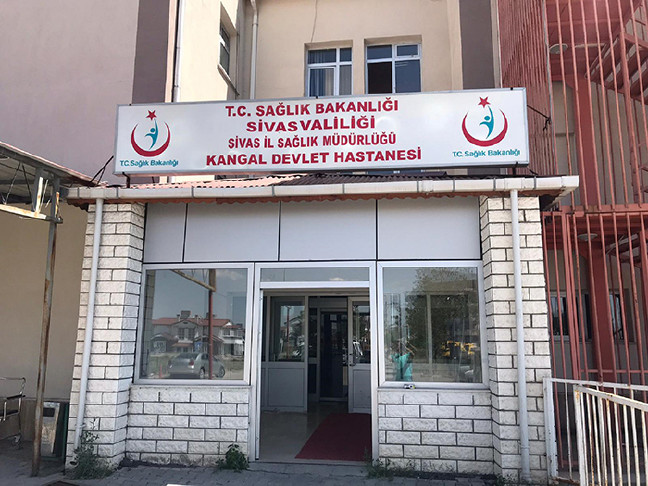 T.C. SAĞLIK BAKANLIĞI
SİVAS VALİLİĞİ
SİVAS İL SAĞLIK MÜDÜRLÜĞÜ
KANGAL DEVLET HASTANESİ
T.C. Sağlık Bakanlığı
T.C. Sağlık Bakanlığı